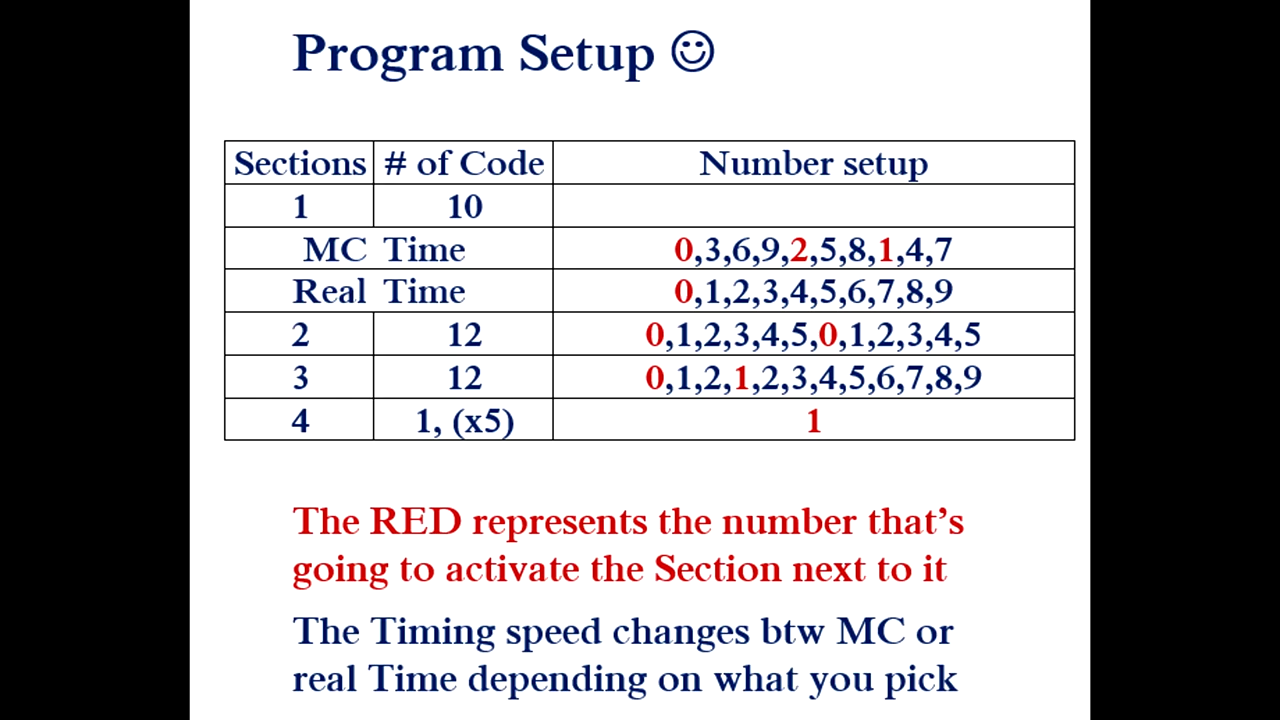 Program Setup ☺
Sections # of Code Number setup
1 10
MC Time 0,3,6,9,2,5,8,1,4,7
Real Time 0,1,2,3,4,5,6,7,8,9
2 12 0,1,2,3,4,5,0,1,2,3,4,5
3 12 0,1,2,1,2,3,4,5,6,7,8,9
4 1, (x5) 1
The RED represents the number that’s
going to activate the Section next to it
The Timing speed changes btw MC or
real Time depending on what you pick